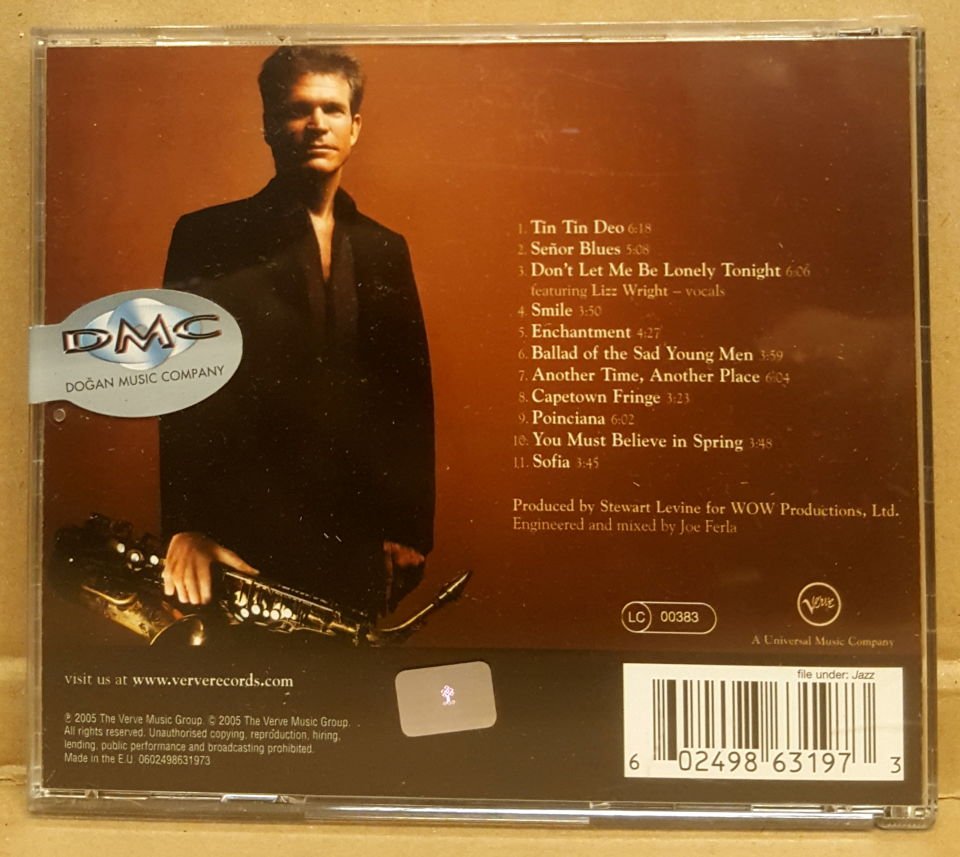 1. Tin Tin Deo 6:18
2. Señor Blues 5:08
3. Don't Let Me Be Lonely Tonight 6:06
featuring Lizz Wright – vocals
4. Smile 3:50
5. Enchantment 4:27
6. Ballad of the Sad Young Men 3:59
7. Another Time, Another Place 6:04
8. Capetown Fringe 3:23
9. Poinciana 6:02
10. You Must Believe in Spring 3:48
11. Sofia 3:45
DMC
DOĞAN MUSIC COMPANY
Produced by Stewart Levine for WOW Productions, Ltd.
Engineered and mixed by Joe Ferla
LC 00383
Verve
A Universal Music Company
visit us at www.ververecords.com
℗ 2005 The Verve Music Group. © 2005 The Verve Music Group.
All rights reserved. Unauthorised copying, reproduction, hiring,
lending, public performance and broadcasting prohibited.
Made in the E.U. 0602498631973
file under: Jazz
6 02498 63197 3